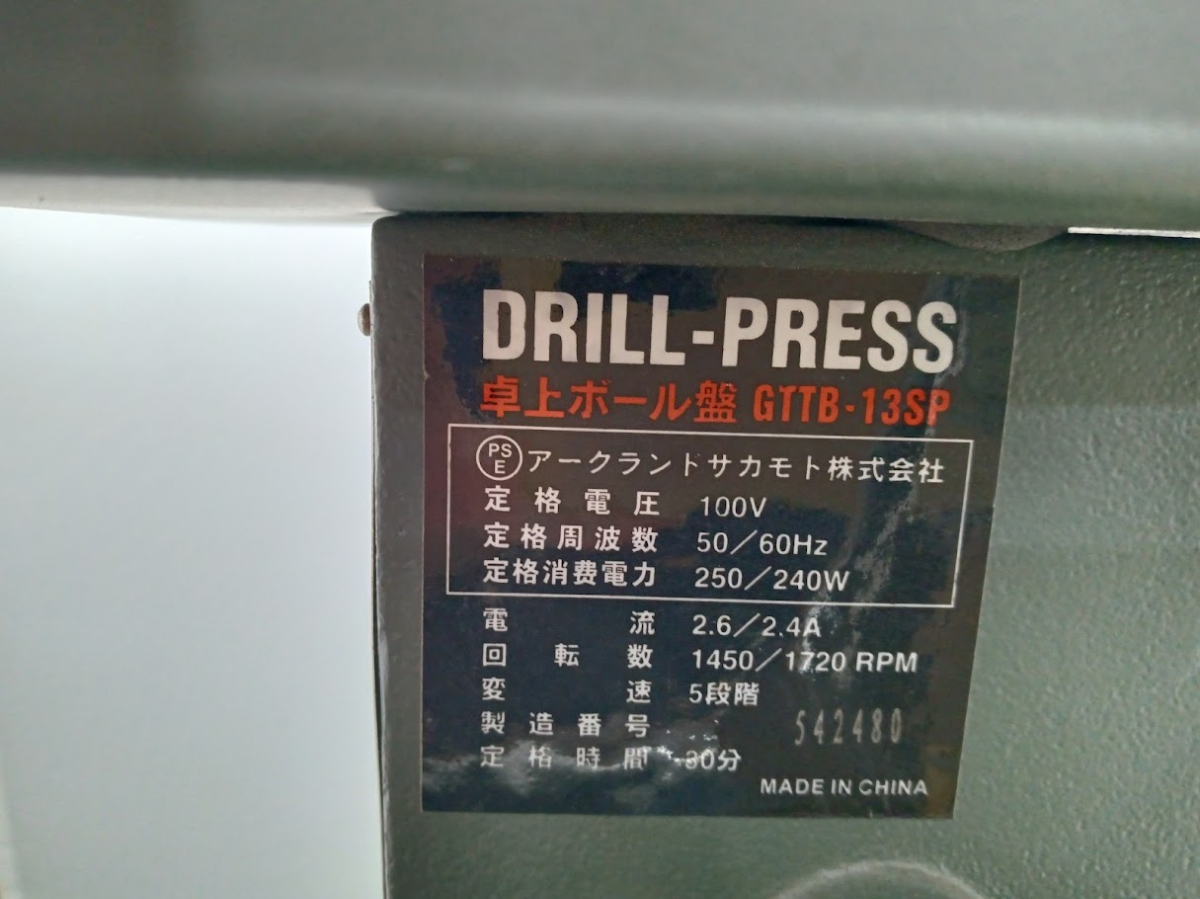 DRILL-PRESS
卓上ボール盤 GTTB-13SP
PSE アークランドサカモト株式会社
定格電圧 100V
定格周波数 50/60Hz
定格消費電力 250/240W
電流 2.6/2.4A
回転数 1450/1720 RPM
変速 5段階
製造番号 542480
定格時間 30分
MADE IN CHINA